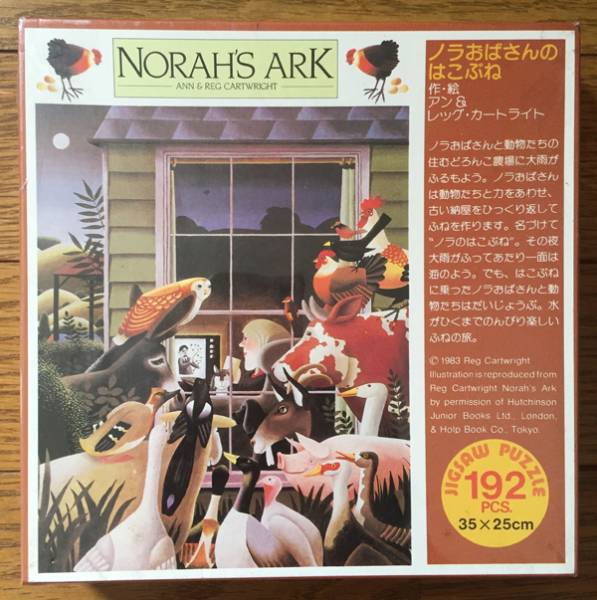 NORAH'S ARK
ANN & REG CARTWRIGHT
ノラおばさんの
はこぶね
作・絵
アン&
レッグ・カートライト
ノラおばさんと動物たちの
住むどろんこ農場に大雨が
ふるもよう。ノラおばさん
は動物たちと力をあわせ、
古い納屋をひっくり返して
ふねを作ります。名づけて
“ノラのはこぶね”。その夜
大雨がふってあたり一面は
海のよう。でも、はこぶね
に乗ったノラおばさんと動
物たちはだいじょうぶ。水
がひくまでのんびり楽しい
ふねの旅。
© 1983 Reg Cartwright
Illustration is reproduced from
Reg Cartwright Norah's Ark
by permission of Hutchinson
Junior Books Ltd., London,
& Holp Book Co., Tokyo.
JIGSAW PUZZLE
192
PCS.
35×25cm